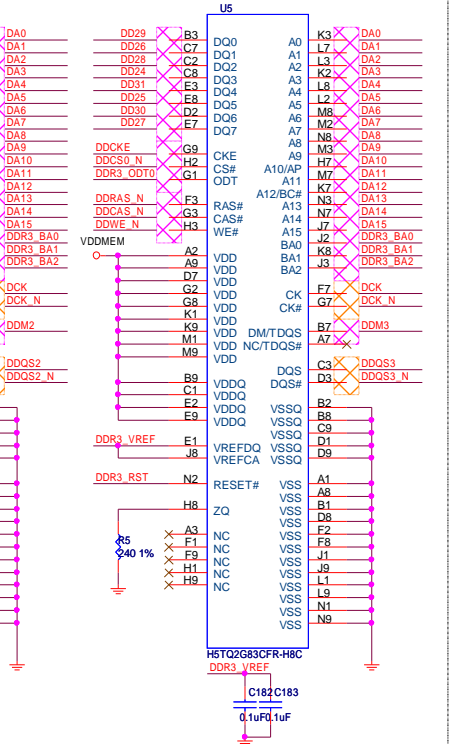 U5
DA0 DD29 B3 DQ0 A0 K3 DA0
DA1 DD26 C7 DQ1 A1 L7 DA1
DA2 DD28 C2 DQ2 A2 L3 DA2
DA3 DD24 C8 DQ3 A3 K2 DA3
DA4 DD31 E3 DQ4 A4 L8 DA4
DA5 DD25 E8 DQ5 A5 L2 DA5
DA6 DD30 D2 DQ6 A6 M8 DA6
DA7 DD27 E7 DQ7 A7 M2 DA7
DA8 A8 N8 DA8
DA9 DDCKE G9 CKE A9 M3 DA9
DA10 DDCS0_N H2 CS# A10/AP H7 DA10
DA11 DDR3_ODT0 G1 ODT A11 M7 DA11
DA12 A12/BC# K7 DA12
DA13 DDRAS_N F3 RAS# A13 N3 DA13
DA14 DDCAS_N G3 CAS# A14 N7 DA14
DA15 DDWE_N H3 WE# A15 J7 DA15
DDR3_BA0 VDDMEM BA0 J2 DDR3_BA0
DDR3_BA1 A2 VDD BA1 K8 DDR3_BA1
DDR3_BA2 A9 VDD BA2 J3 DDR3_BA2
D7 VDD
DCK G2 VDD CK F7 DCK
DCK_N G8 VDD CK# G7 DCK_N
K1 VDD
DDM2 K9 VDD DM/TDQS B7 DDM3
M1 VDD NC/TDQS# A7
M9 VDD
DDQS2 DQS C3 DDQS3
DDQS2_N B9 VDDQ DQS# D3 DDQS3_N
C1 VDDQ
E2 VDDQ VSSQ B2
E9 VDDQ VSSQ B8
VSSQ C9
DDR3_VREF E1 VREFDQ VSSQ D1
J8 VREFCA VSSQ D9
DDR3_RST N2 RESET# VSS A1
VSS A8
H8 ZQ VSS B1
VSS D8
A3 NC VSS F2
R5 F1 NC VSS F8
240 1% F9 NC VSS J1
H1 NC VSS J9
H9 NC VSS L1
VSS L9
VSS N1
VSS N9
H5TQ2G83CFR-H8C
DDR3_VREF
C182 C183
0.1uF 0.1uF